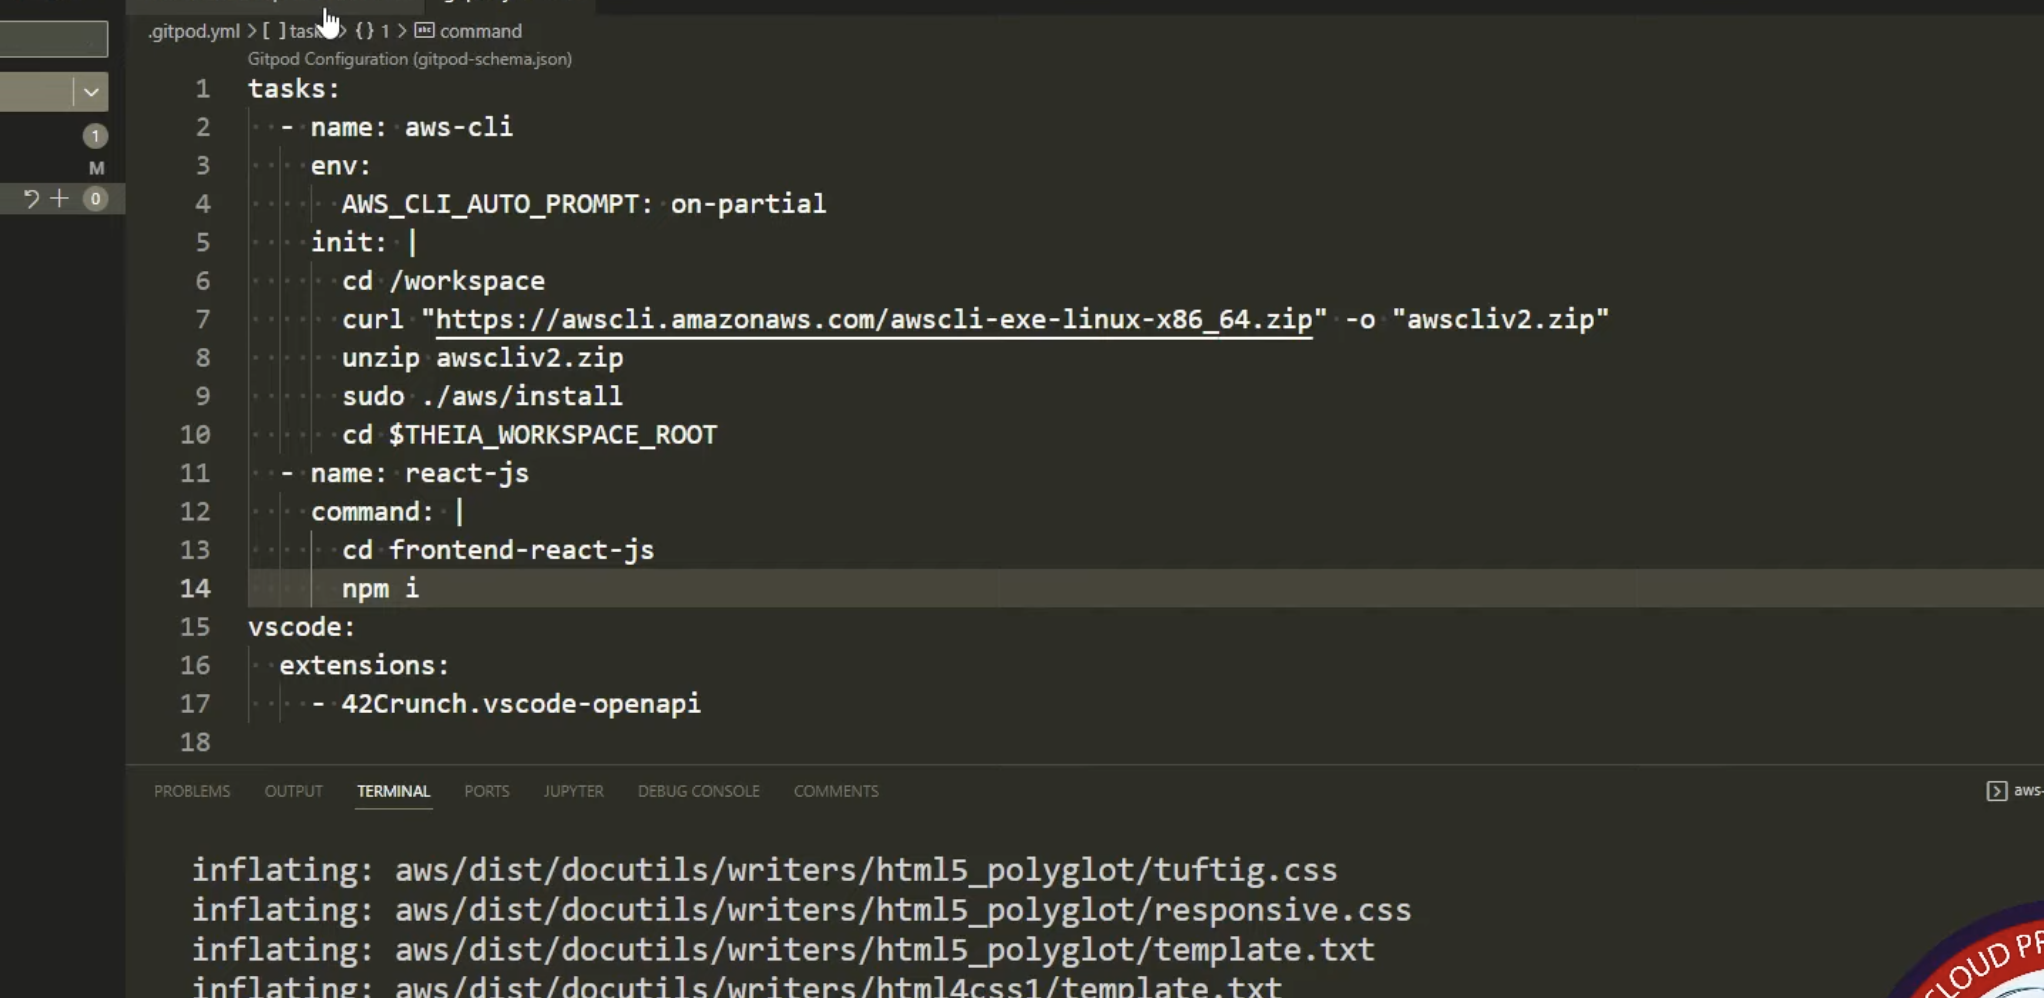 .gitpod.yml > [ ] tas > {} 1 > command
Gitpod Configuration (gitpod-schema.json)
1 tasks:
2 - name: aws-cli
3 env:
4 AWS_CLI_AUTO_PROMPT: on-partial
5 init: |
6 cd /workspace
7 curl "https://awscli.amazonaws.com/awscli-exe-linux-x86_64.zip" -o "awscliv2.zip"
8 unzip awscliv2.zip
9 sudo ./aws/install
10 cd $THEIA_WORKSPACE_ROOT
11 - name: react-js
12 command: |
13 cd frontend-react-js
14 npm i
15 vscode:
16 extensions:
17 - 42Crunch.vscode-openapi
18
1
M
0
PROBLEMS OUTPUT TERMINAL PORTS JUPYTER DEBUG CONSOLE COMMENTS
aws-
inflating: aws/dist/docutils/writers/html5_polyglot/tuftig.css
inflating: aws/dist/docutils/writers/html5_polyglot/responsive.css
inflating: aws/dist/docutils/writers/html5_polyglot/template.txt
inflating: aws/dist/docutils/writers/html4css1/template.txt
CLOUD PR